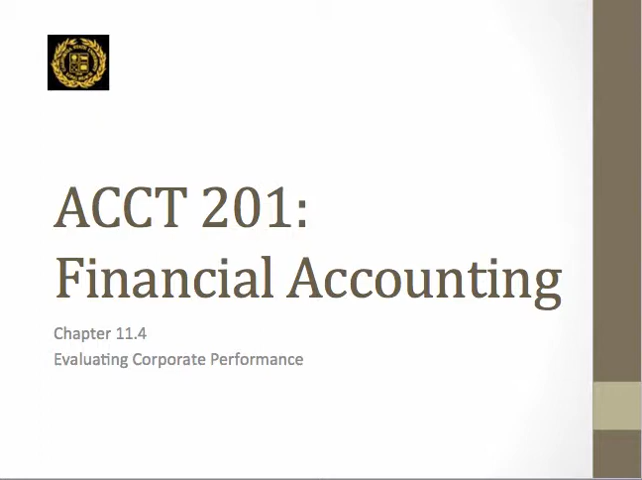 ACCT 201:
Financial Accounting
Chapter 11.4
Evaluating Corporate Performance